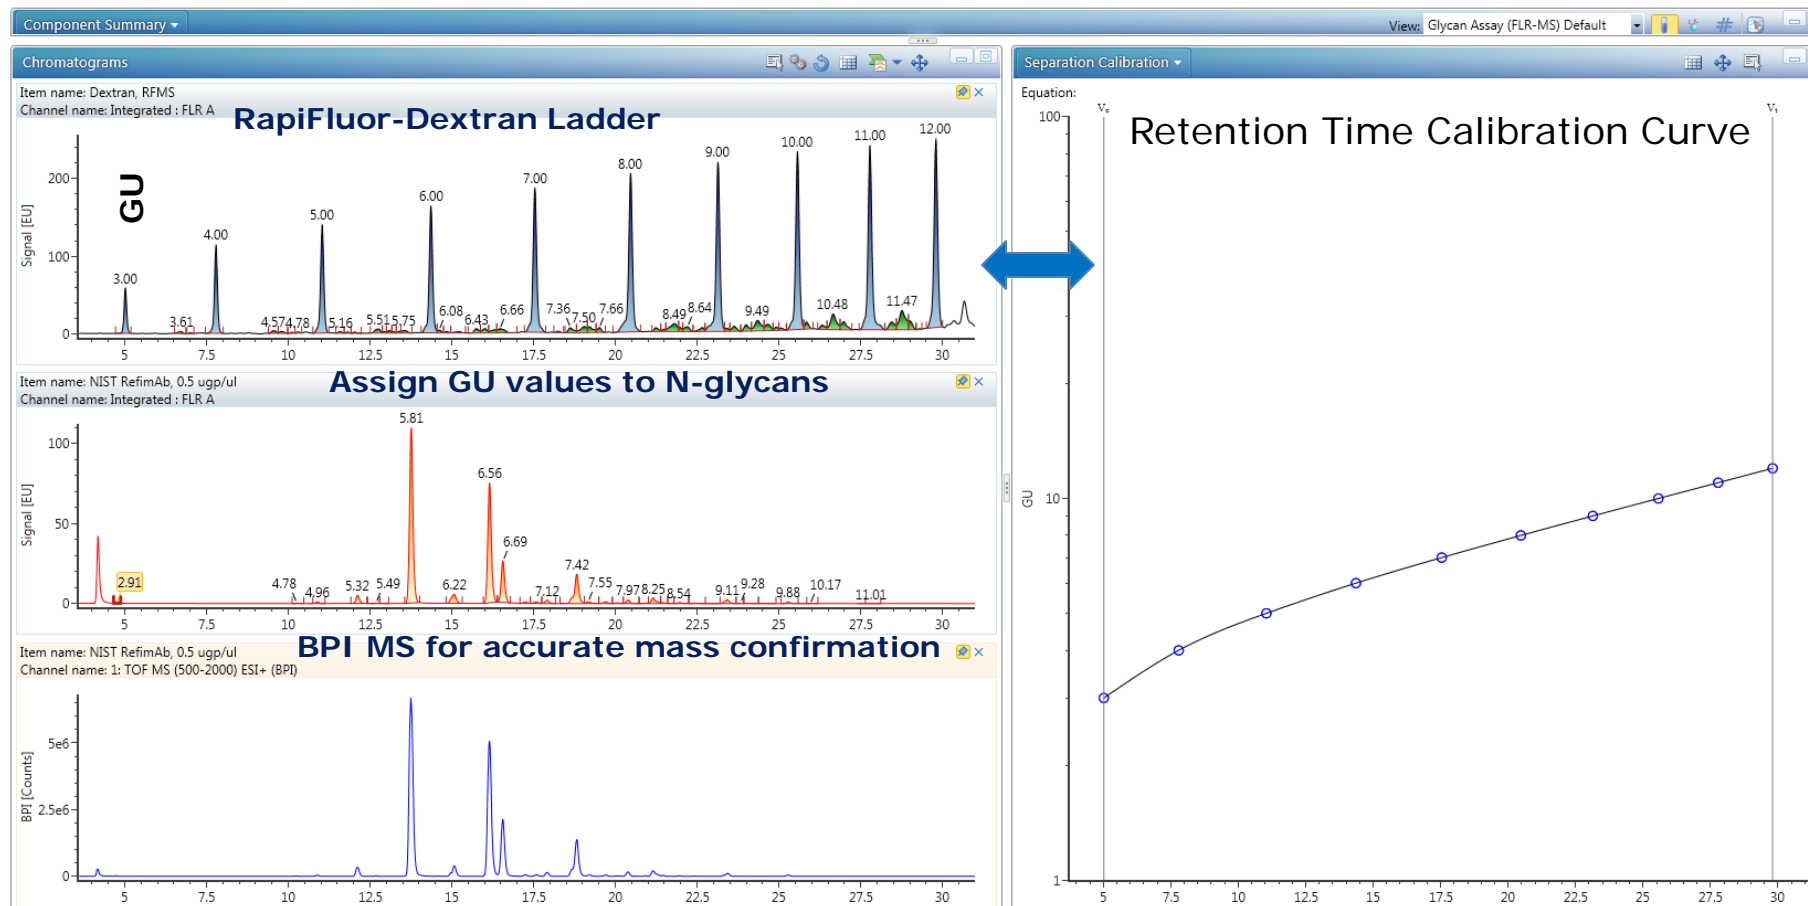 Component Summary
View: Glycan Assay (FLR-MS) Default
Chromatograms
Item name: Dextran, RFMS
Channel name: Integrated : FLR A
RapiFluor-Dextran Ladder
GU
Signal [EU]
200
100
0
3.00
3.61
4.00
4.57
4.78
5.00
5.16
5.51
5.75
6.00
6.08
6.43
6.66
7.00
7.36
7.50
7.66
8.00
8.49
8.64
9.00
9.49
10.00
10.48
11.00
11.47
12.00
5 7.5 10 12.5 15 17.5 20 22.5 25 27.5 30
Item name: NIST RefimAb, 0.5 ugp/ul
Channel name: Integrated : FLR A
Assign GU values to N-glycans
Signal [EU]
100
50
0
2.91
4.78
4.96
5.32
5.49
5.81
6.22
6.56
6.69
7.12
7.42
7.55
7.97
8.25
8.54
9.11
9.28
9.88
10.17
11.01
5 7.5 10 12.5 15 17.5 20 22.5 25 27.5 30
Item name: NIST RefimAb, 0.5 ugp/ul
Channel name: 1: TOF MS (500-2000) ESI+ (BPI)
BPI MS for accurate mass confirmation
BPI [Counts]
5e6
2.5e6
0
5 7.5 10 12.5 15 17.5 20 22.5 25 27.5 30
Separation Calibration
Equation:
V₀
Vₜ
Retention Time Calibration Curve
GU
100
10
1
5 7.5 10 12.5 15 17.5 20 22.5 25 27.5 30